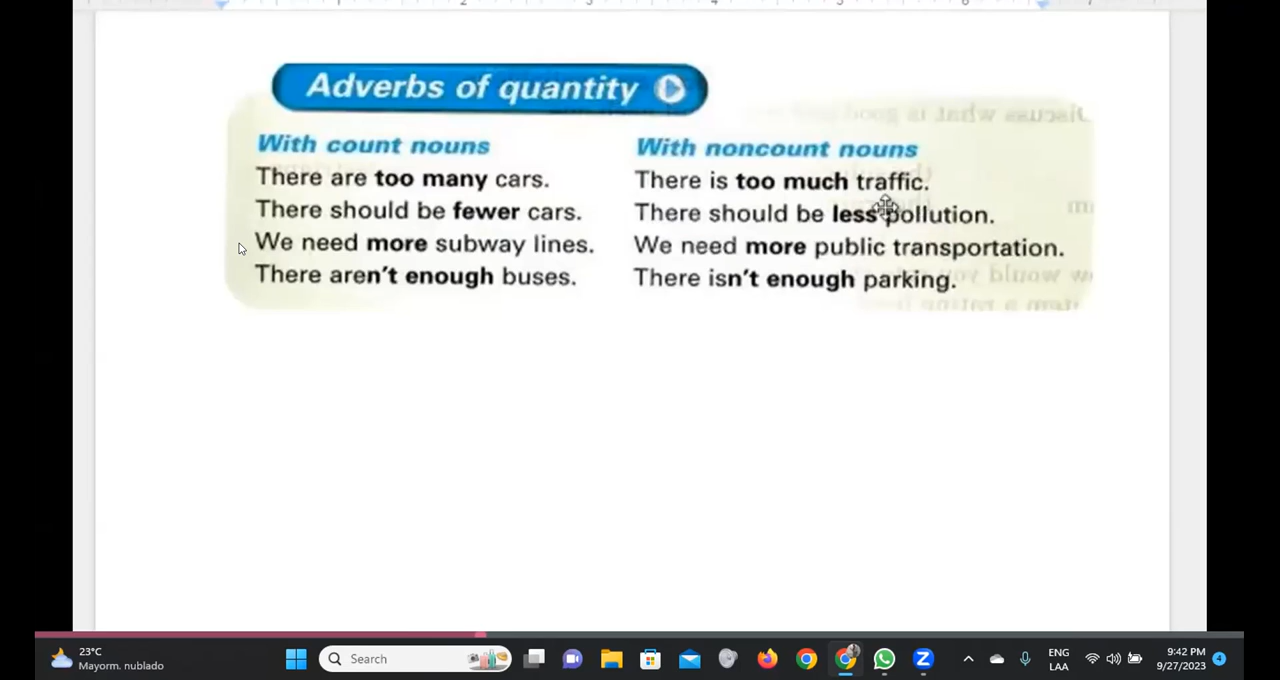 Adverbs of quantity
With count nouns
There are too many cars.
There should be fewer cars.
We need more subway lines.
There aren't enough buses.
With noncount nouns
There is too much traffic.
There should be less pollution.
We need more public transportation.
There isn't enough parking.
23°C
Mayorm. nublado
Search
ENG
LAA
9:42 PM
9/27/2023
4